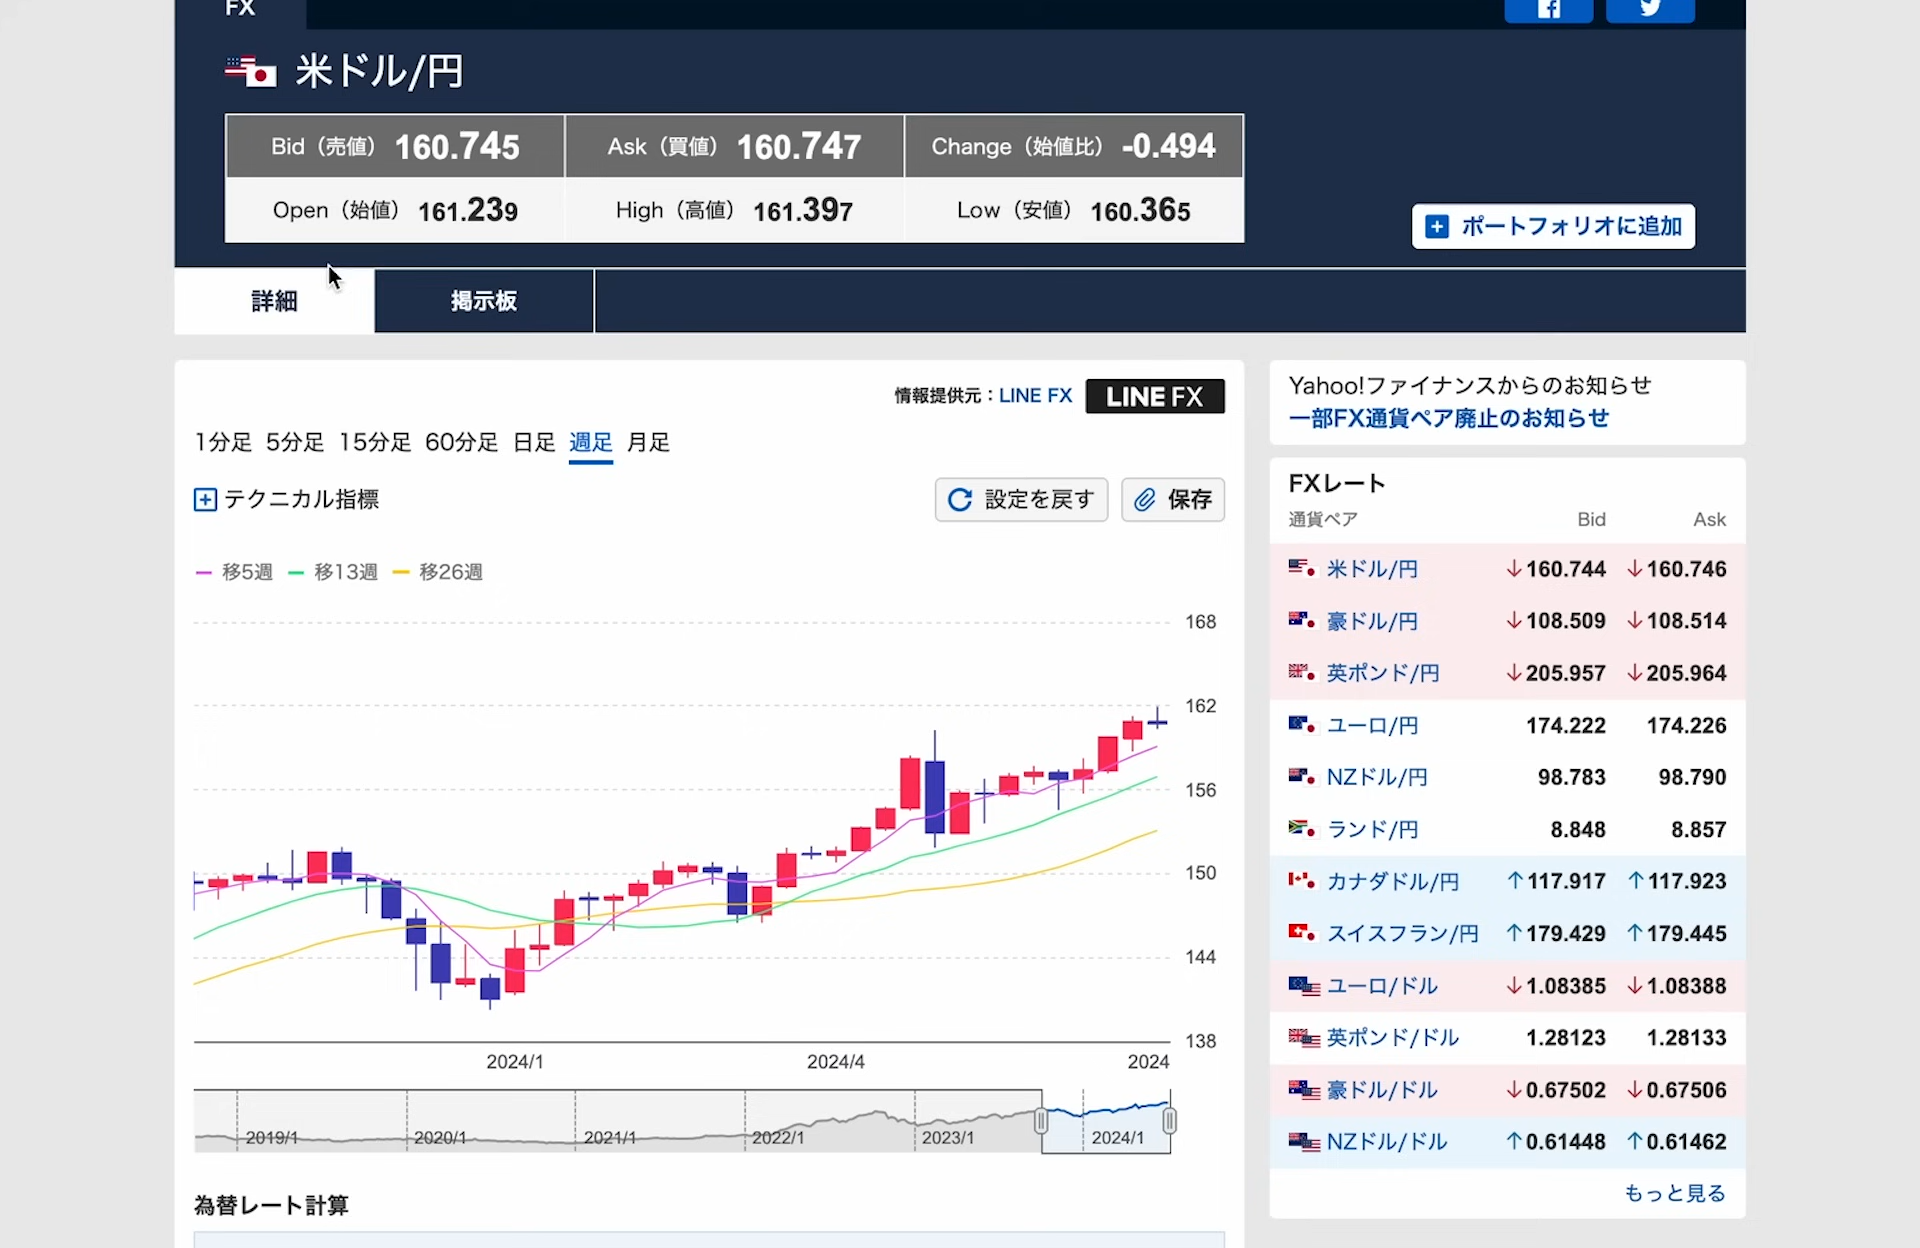 FX
米ドル/円
Bid（売値） 160.745 Ask（買値） 160.747 Change（始値比） -0.494
Open（始値） 161.239 High（高値） 161.397 Low（安値） 160.365
ポートフォリオに追加
詳細 掲示板
情報提供元：LINE FX LINE FX
1分足 5分足 15分足 60分足 日足 週足 月足
テクニカル指標
設定を戻す 保存
移5週 移13週 移26週
168
162
156
150
144
138
2024/1 2024/4 2024
2019/1 2020/1 2021/1 2022/1 2023/1 2024/1
為替レート計算
Yahoo!ファイナンスからのお知らせ
一部FX通貨ペア廃止のお知らせ
FXレート
通貨ペア Bid Ask
米ドル/円 ↓160.744 ↓160.746
豪ドル/円 ↓108.509 ↓108.514
英ポンド/円 ↓205.957 ↓205.964
ユーロ/円 174.222 174.226
NZドル/円 98.783 98.790
ランド/円 8.848 8.857
カナダドル/円 ↑117.917 ↑117.923
スイスフラン/円 ↑179.429 ↑179.445
ユーロ/ドル ↓1.08385 ↓1.08388
英ポンド/ドル 1.28123 1.28133
豪ドル/ドル ↓0.67502 ↓0.67506
NZドル/ドル ↑0.61448 ↑0.61462
もっと見る